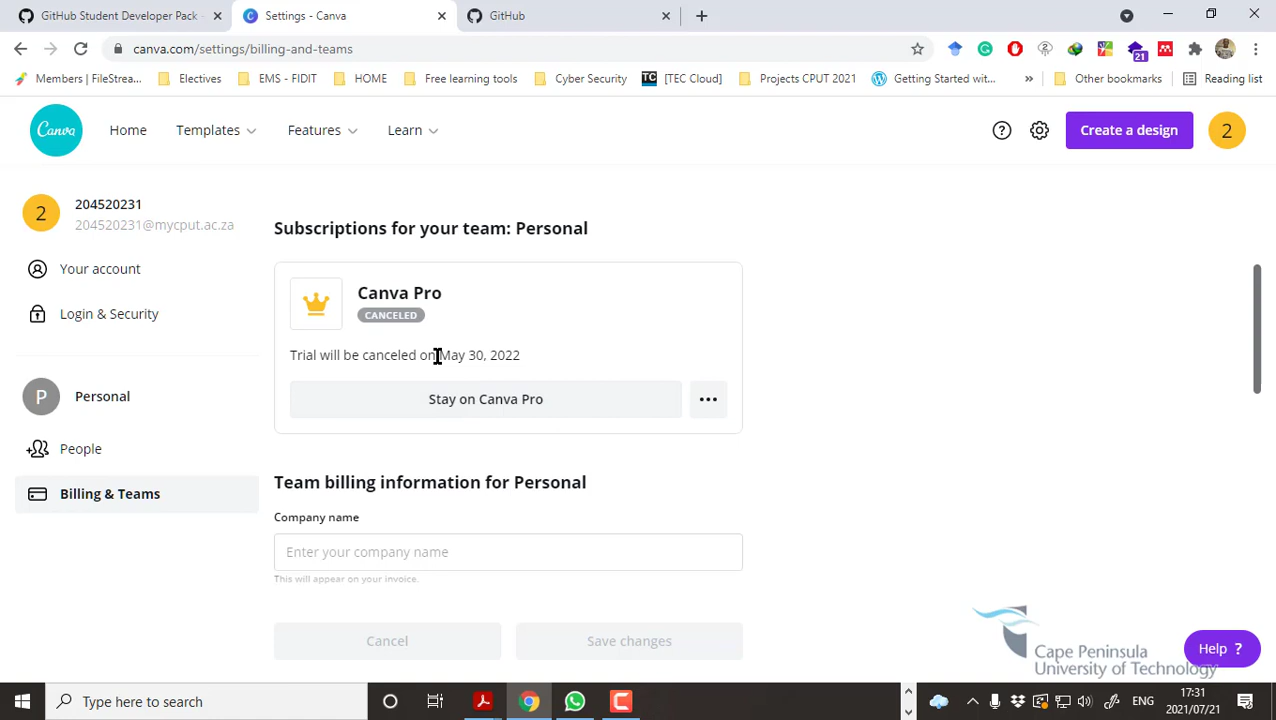 GitHub Student Developer Pack -
Settings - Canva
GitHub
canva.com/settings/billing-and-teams
21
Members | FileStrea...
Electives
EMS - FIDIT
HOME
Free learning tools
Cyber Security
TC
[TEC Cloud]
Projects CPUT 2021
Getting Started wit...
»
Other bookmarks
Reading list
Canva
Home
Templates
Features
Learn
?
Create a design
2
2
204520231
204520231@mycput.ac.za
Your account
Login & Security
P
Personal
People
Billing & Teams
Subscriptions for your team: Personal
Canva Pro
CANCELED
Trial will be canceled on May 30, 2022
Stay on Canva Pro
Team billing information for Personal
Company name
Enter your company name
This will appear on your invoice.
Cancel
Save changes
Cape Peninsula
University of Technology
Help ?
Type here to search
ENG
17:31
2021/07/21